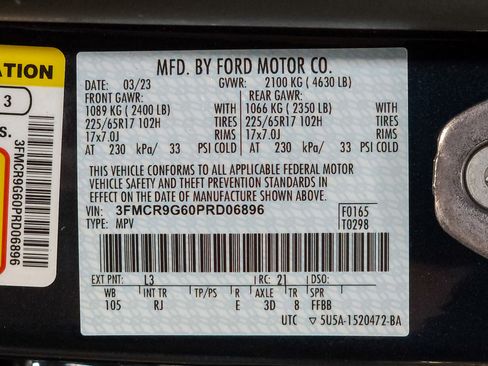 MFD. BY FORD MOTOR CO.
DATE: 03/23 GVWR: 2100 KG ( 4630 LB)
FRONT GAWR: REAR GAWR:
1089 KG ( 2400 LB) WITH 1066 KG ( 2350 LB) WITH
225/65R17 102H TIRES 225/65R17 102H TIRES
17x7.0J RIMS 17x7.0J RIMS
AT 230 kPa/ 33 PSI COLD AT 230 kPa/ 33 PSI COLD
THIS VEHICLE CONFORMS TO ALL APPLICABLE FEDERAL MOTOR
VEHICLE SAFETY AND THEFT PREVENTION STANDARDS IN
EFFECT ON THE DATE OF MANUFACTURE SHOWN ABOVE.
VIN: 3FMCR9G60PRD06896 F0165
TYPE: MPV T0298
EXT PNT: L3 RC: 21 DSO:
WB INT TR TP/PS R AXLE TR SPR
105 RJ E 3D 8 FFBB
UTC ▽ 5U5A-1520472-BA
ATION
3
S.
3FMCR9G60PRD06896